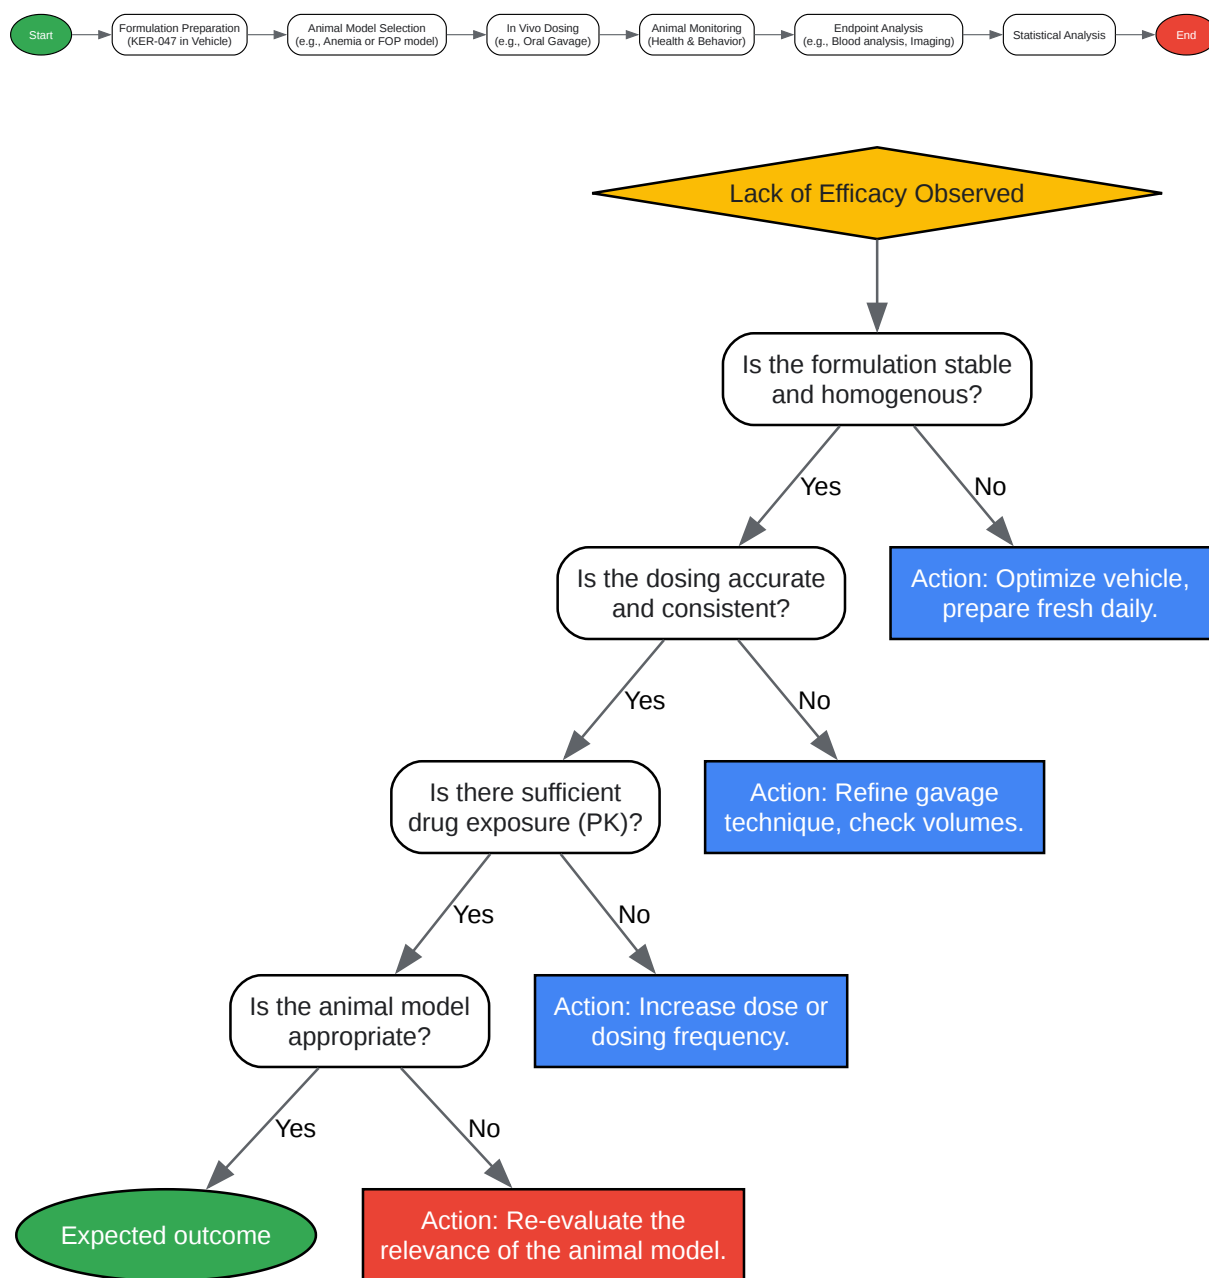 Start
Formulation Preparation
(KER-047 in Vehicle)
Animal Model Selection
(e.g., Anemia or FOP model)
In Vivo Dosing
(e.g., Oral Gavage)
Animal Monitoring
(Health & Behavior)
Endpoint Analysis
(e.g., Blood analysis, Imaging)
Statistical Analysis
End
Lack of Efficacy Observed
Is the formulation stable
and homogenous?
Yes
No
Is the dosing accurate
and consistent?
Action: Optimize vehicle,
prepare fresh daily.
Yes
No
Is there sufficient
drug exposure (PK)?
Action: Refine gavage
technique, check volumes.
Yes
No
Is the animal model
appropriate?
Action: Increase dose or
dosing frequency.
Yes
No
Expected outcome
Action: Re-evaluate the
relevance of the animal model.